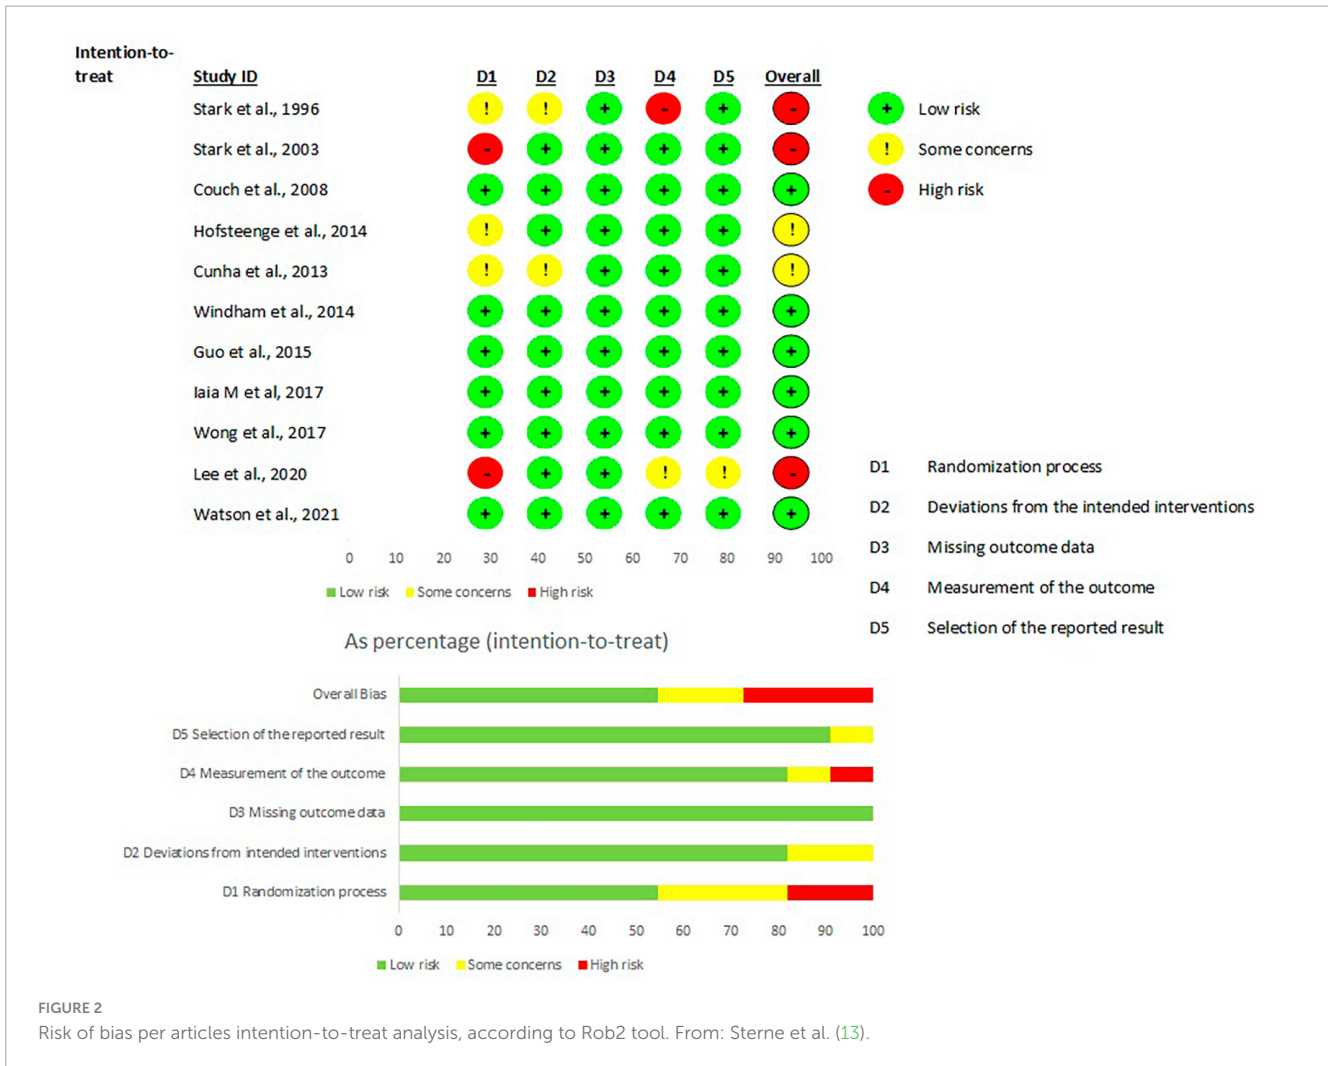 Intention-to-
treat Study ID D1 D2 D3 D4 D5 Overall
Stark et al., 1996 ! ! + - + -
Stark et al., 2003 - + + + + -
Couch et al., 2008 + + + + + +
Hofsteenge et al., 2014 ! + + + + !
Cunha et al., 2013 ! ! + + + !
Windham et al., 2014 + + + + + +
Guo et al., 2015 + + + + + +
Iaia M et al, 2017 + + + + + +
Wong et al., 2017 + + + + + +
Lee et al., 2020 - + + ! ! -
Watson et al., 2021 + + + + + +
+ Low risk
! Some concerns
- High risk
D1 Randomization process
D2 Deviations from the intended interventions
D3 Missing outcome data
D4 Measurement of the outcome
D5 Selection of the reported result
0 10 20 30 40 50 60 70 80 90 100
Low risk Some concerns High risk
As percentage (intention-to-treat)
Overall Bias
D5 Selection of the reported result
D4 Measurement of the outcome
D3 Missing outcome data
D2 Deviations from intended interventions
D1 Randomization process
0 10 20 30 40 50 60 70 80 90 100
Low risk Some concerns High risk
FIGURE 2
Risk of bias per articles intention-to-treat analysis, according to Rob2 tool. From: Sterne et al. (13).